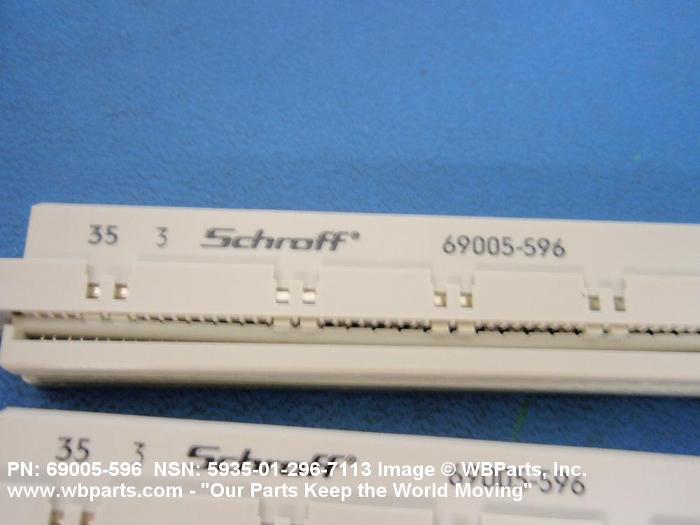 35 3 Schroff® 69005-596
35 3 Schroff 69005-596
PN: 69005-596 NSN: 5935-01-296-7113 Image © WBParts, Inc.
www.wbparts.com - "Our Parts Keep the World Moving"